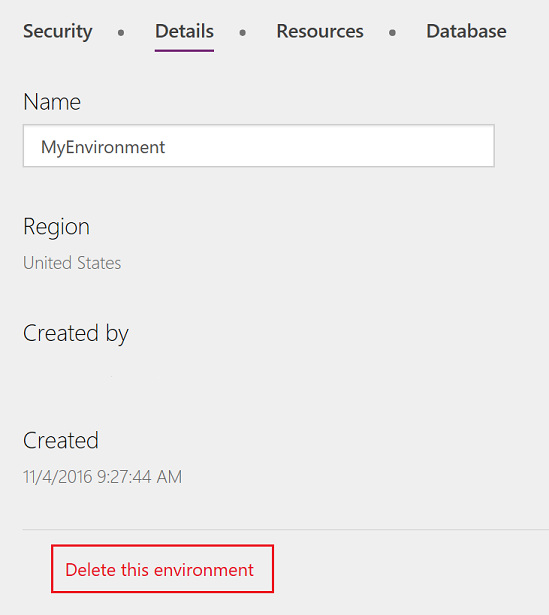 Security • Details • Resources • Database
Name
MyEnvironment
Region
United States
Created by
Created
11/4/2016 9:27:44 AM
Delete this environment